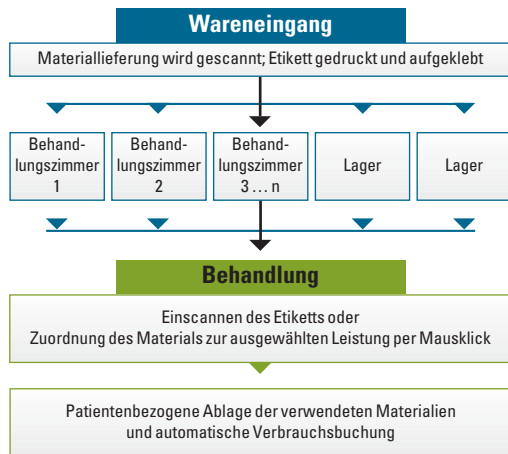 Wareneingang
Materiallieferung wird gescannt; Etikett gedruckt und aufgeklebt
Behand-
lungszimmer
1
Behand-
lungszimmer
2
Behand-
lungszimmer
3 … n
Lager
Lager
Behandlung
Einscannen des Etiketts oder
Zuordnung des Materials zur ausgewählten Leistung per Mausklick
Patientenbezogene Ablage der verwendeten Materialien
und automatische Verbrauchsbuchung